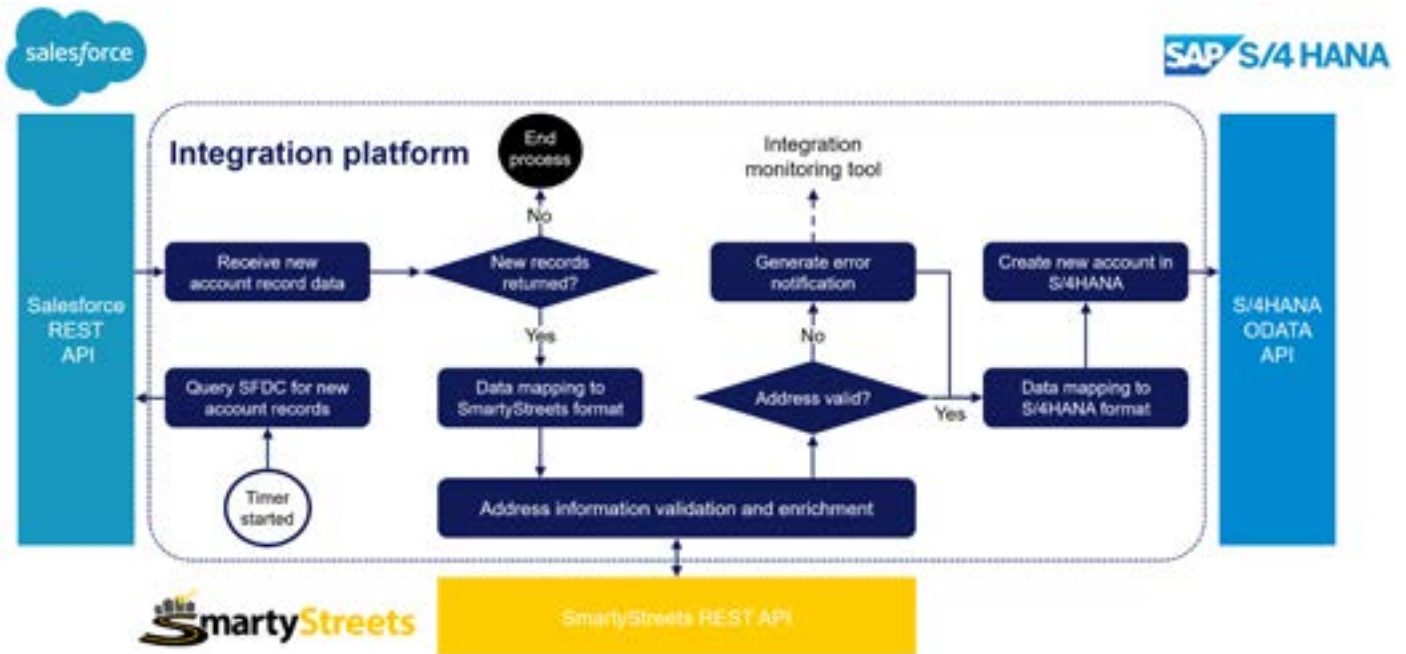 salesforce
SAP S/4 HANA
Integration platform
End
process
Integration
monitoring tool
No
Receive new
account record data
New records
returned?
Generate error
notification
Create new account in
S/4HANA
Salesforce
REST
API
S/4HANA
ODATA
API
Yes
No
Query SFDC for new
account records
Data mapping to
SmartyStreets format
Address valid?
Yes
Data mapping to
S/4HANA format
Timer
started
Address information validation and enrichment
SmartyStreets
SmartyStreets REST API